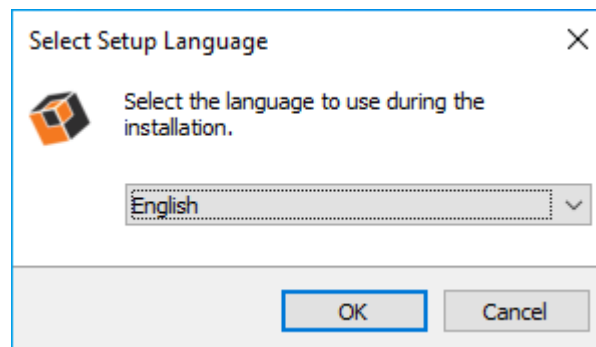 Select Setup Language
Select the language to use during the
installation.
English
OK
Cancel